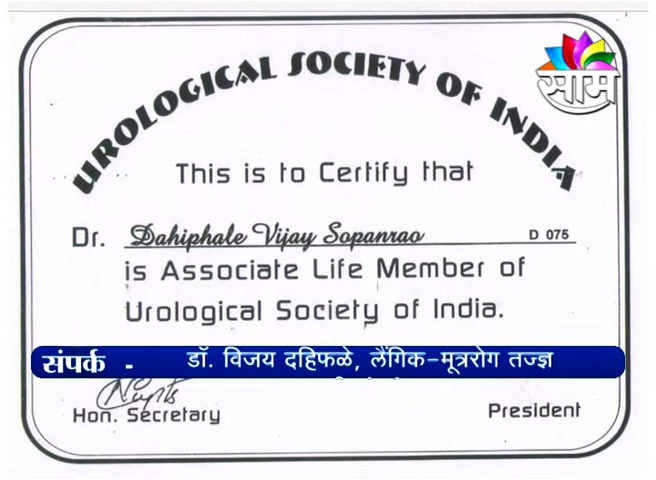 UROLOGICAL SOCIETY OF INDIA
साम
This is to Certify that
Dr. Dahiphale Vijay Sopanrao D 075
is Associate Life Member of
Urological Society of India.
संपर्क - डॉ. विजय दहिफळे, लैंगिक-मूत्ररोग तज्ज्ञ
Hon. Secretary
President